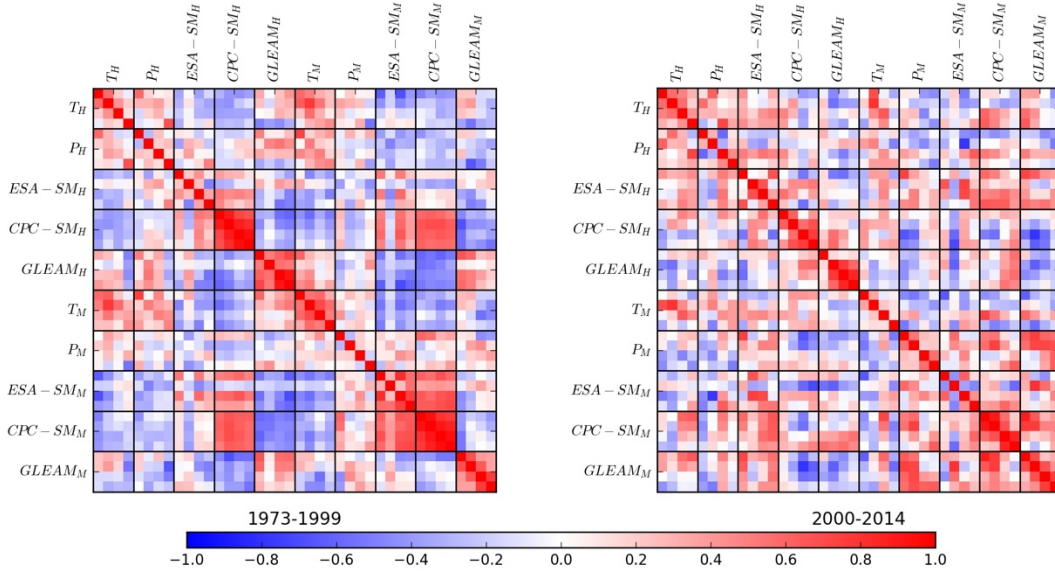 T_H P_H ESA-SM_H CPC-SM_H GLEAM_H T_M P_M ESA-SM_M CPC-SM_M GLEAM_M
T_H
P_H
ESA-SM_H
CPC-SM_H
GLEAM_H
T_M
P_M
ESA-SM_M
CPC-SM_M
GLEAM_M
1973-1999
T_H P_H ESA-SM_H CPC-SM_H GLEAM_H T_M P_M ESA-SM_M CPC-SM_M GLEAM_M
T_H
P_H
ESA-SM_H
CPC-SM_H
GLEAM_H
T_M
P_M
ESA-SM_M
CPC-SM_M
GLEAM_M
2000-2014
−1.0 −0.8 −0.6 −0.4 −0.2 0.0 0.2 0.4 0.6 0.8 1.0